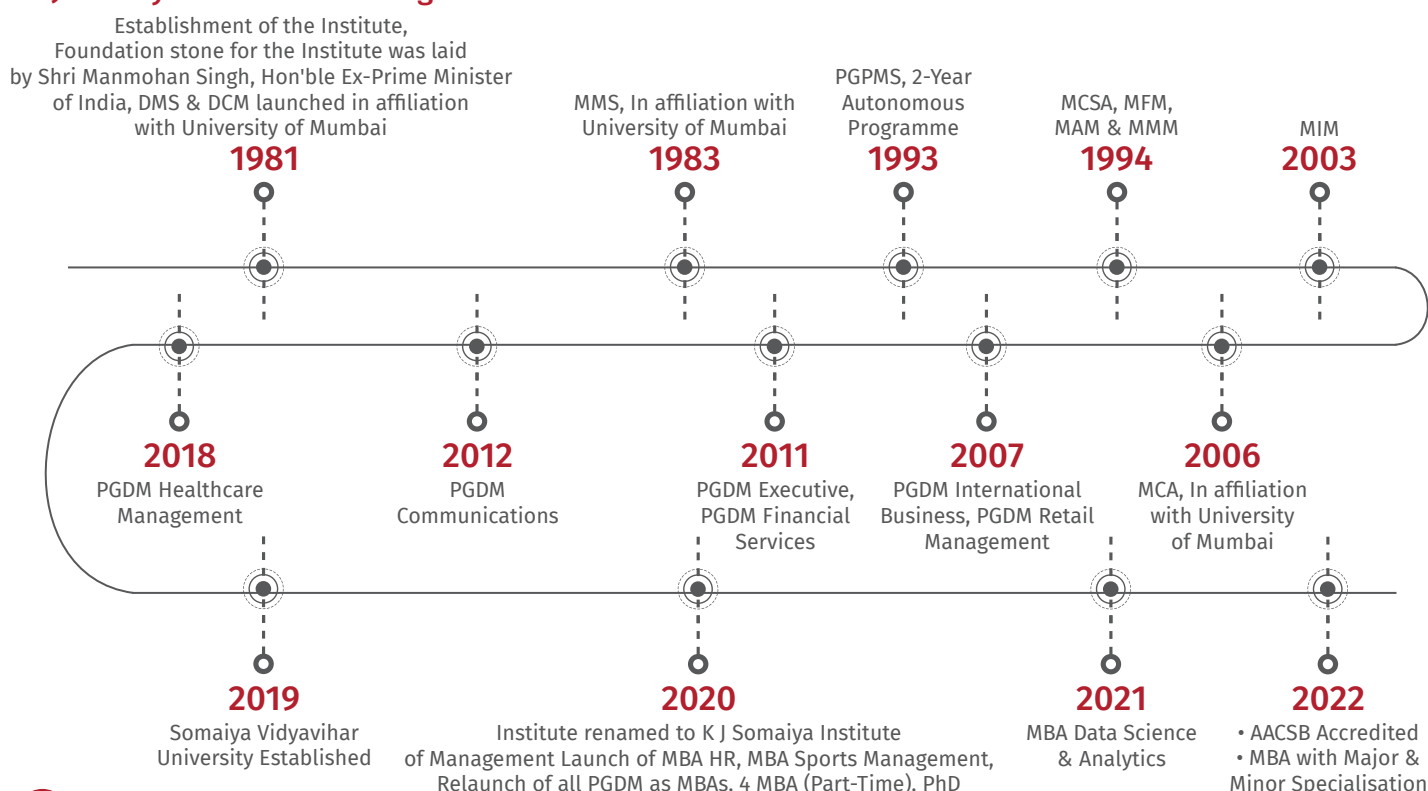 Establishment of the Institute,
Foundation stone for the Institute was laid
by Shri Manmohan Singh, Hon'ble Ex-Prime Minister
of India, DMS & DCM launched in affiliation
with University of Mumbai
1981
MMS, In affiliation with
University of Mumbai
1983
PGPMS, 2-Year
Autonomous
Programme
1993
MCSA, MFM,
MAM & MMM
1994
MIM
2003
2006
MCA, In affiliation
with University
of Mumbai
2007
PGDM International
Business, PGDM Retail
Management
2011
PGDM Executive,
PGDM Financial
Services
2012
PGDM
Communications
2018
PGDM Healthcare
Management
2019
Somaiya Vidyavihar
University Established
2020
Institute renamed to K J Somaiya Institute
of Management Launch of MBA HR, MBA Sports Management,
Relaunch of all PGDM as MBAs, 4 MBA (Part-Time), PhD
2021
MBA Data Science
& Analytics
2022
• AACSB Accredited
• MBA with Major &
Minor Specialisation